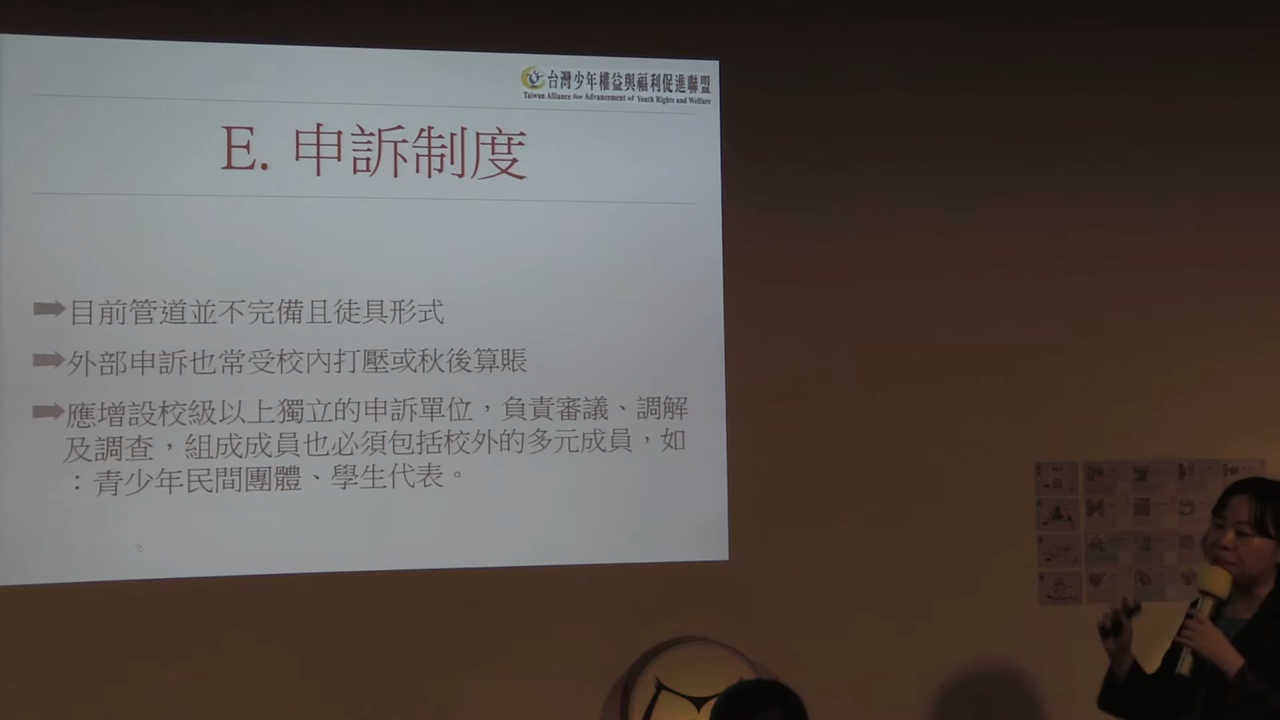 台灣少年權益與福利促進聯盟
Taiwan Alliance for Advancement of Youth Rights and Welfare
E. 申訴制度
目前管道並不完備且徒具形式
外部申訴也常受校內打壓或秋後算賬
應增設校級以上獨立的申訴單位，負責審議、調解
及調查，組成成員也必須包括校外的多元成員，如
：青少年民間團體、學生代表。